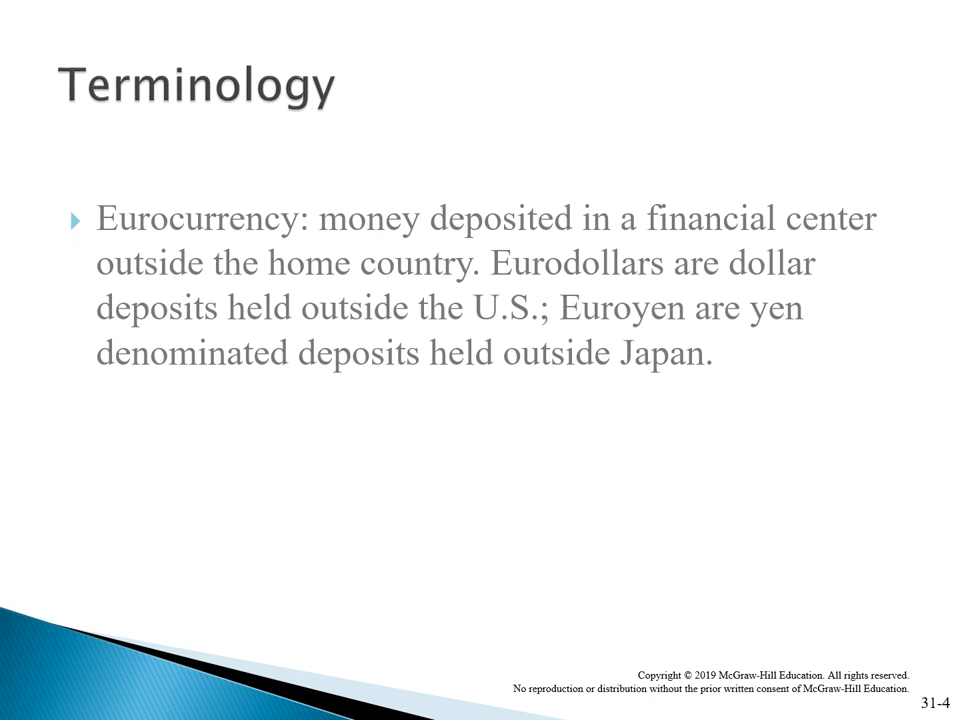 Terminology
Eurocurrency: money deposited in a financial center
outside the home country. Eurodollars are dollar
deposits held outside the U.S.; Euroyen are yen
denominated deposits held outside Japan.
Copyright © 2019 McGraw-Hill Education. All rights reserved.
No reproduction or distribution without the prior written consent of McGraw-Hill Education.
31-4